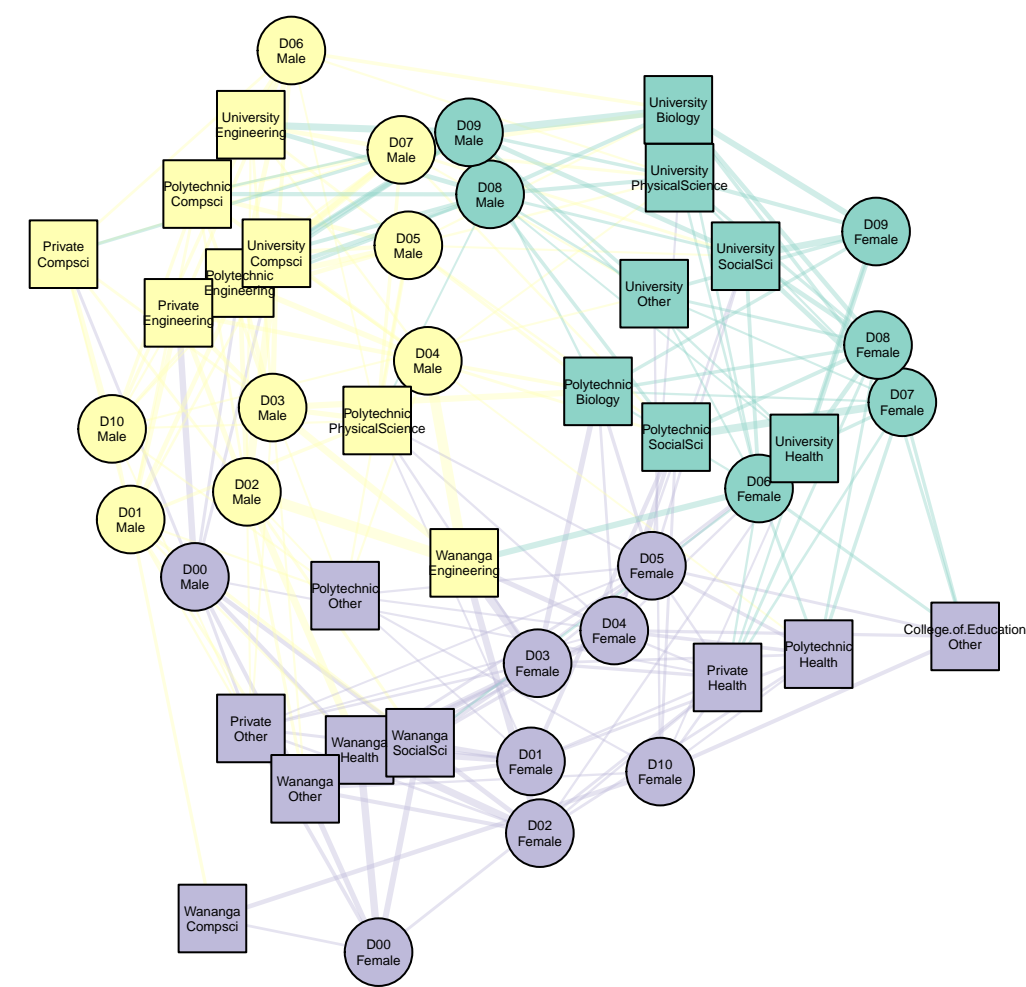 D06
Male
University
Engineering
University
Biology
D09
Male
D07
Male
University
PhysicalScience
Polytechnic
Compsci
D08
Male
D09
Female
Private
Compsci
University
Compsci
D05
Male
University
SocialSci
Polytechnic
Engineering
University
Other
Private
Engineering
D08
Female
D04
Male
Polytechnic
Biology
D07
Female
D03
Male
Polytechnic
PhysicalScience
D10
Male
Polytechnic
SocialSci
University
Health
D02
Male
D06
Female
D01
Male
D00
Male
Wananga
Engineering
D05
Female
Polytechnic
Other
D04
Female
College.of.Education
Other
D03
Female
Polytechnic
Health
Private
Health
Private
Other
Wananga
Health
Wananga
SocialSci
D01
Female
D10
Female
Wananga
Other
D02
Female
Wananga
Compsci
D00
Female